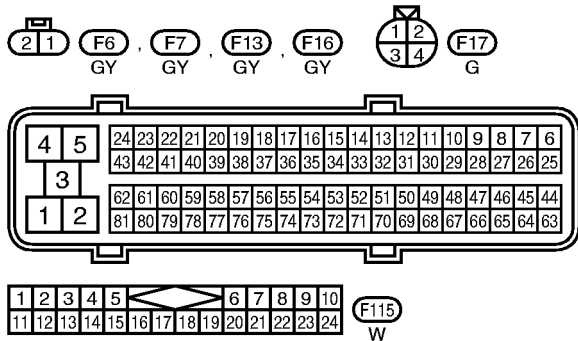 2 1 F6 , F7 , F13 , F16 1 2 F17
GY GY GY GY 3 4 G
4 5 24 23 22 21 20 19 18 17 16 15 14 13 12 11 10 9 8 7 6
43 42 41 40 39 38 37 36 35 34 33 32 31 30 29 28 27 26 25
3
1 2 62 61 60 59 58 57 56 55 54 53 52 51 50 49 48 47 46 45 44
81 80 79 78 77 76 75 74 73 72 71 70 69 68 67 66 65 64 63
1 2 3 4 5 6 7 8 9 10 F115
11 12 13 14 15 16 17 18 19 20 21 22 23 24 W